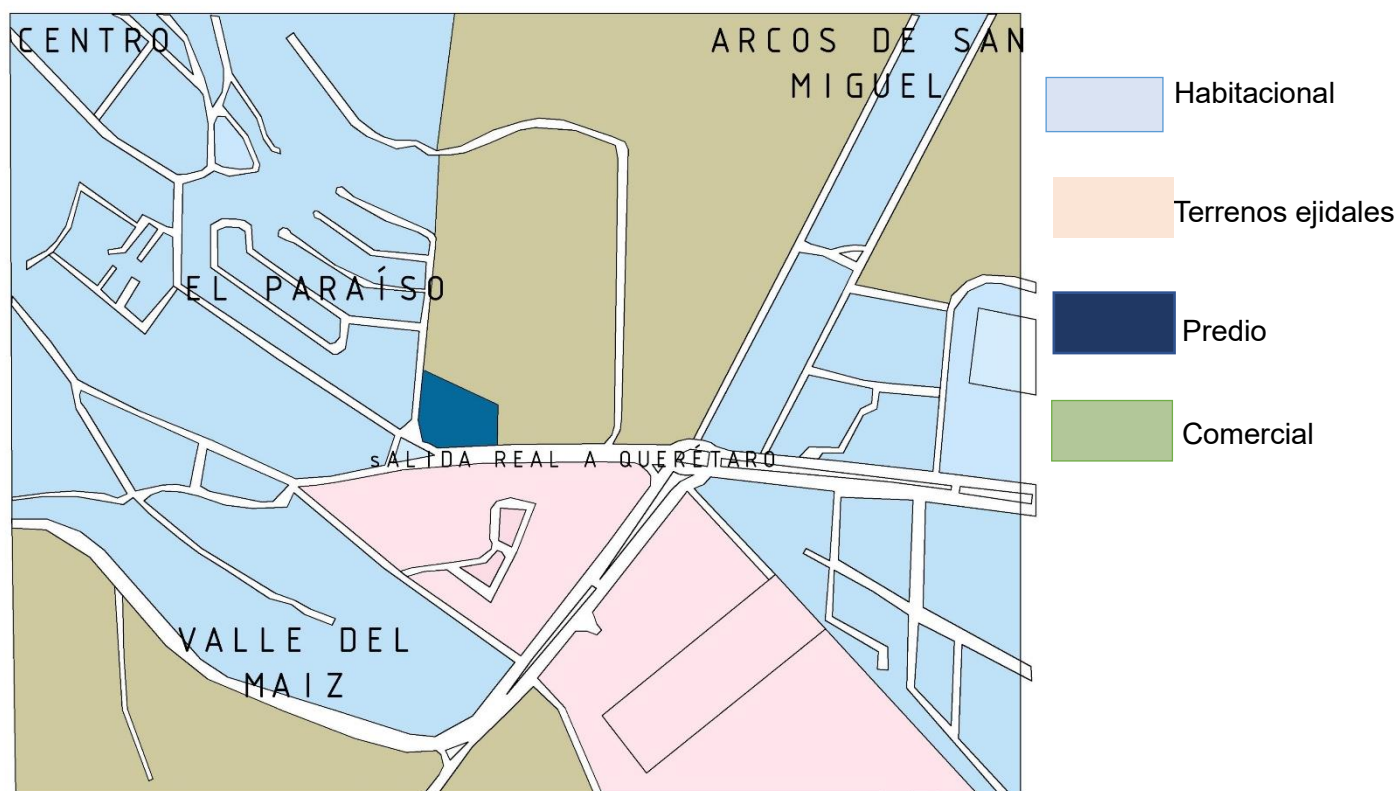 CENTRO
ARCOS DE SAN
MIGUEL
EL PARAÍSO
sALIDA REAL A QUERÉTARO
VALLE DEL
MAIZ
Habitacional
Terrenos ejidales
Predio
Comercial